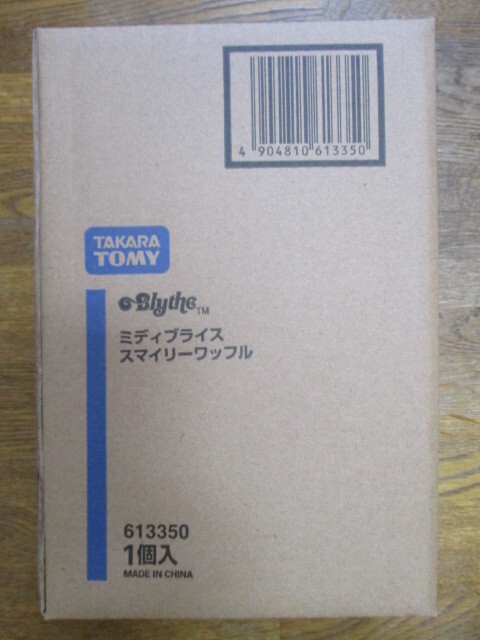 4 904810 613350
TAKARA
TOMY
Blythe TM
ミディブライス
スマイリーワッフル
613350
1個入
MADE IN CHINA